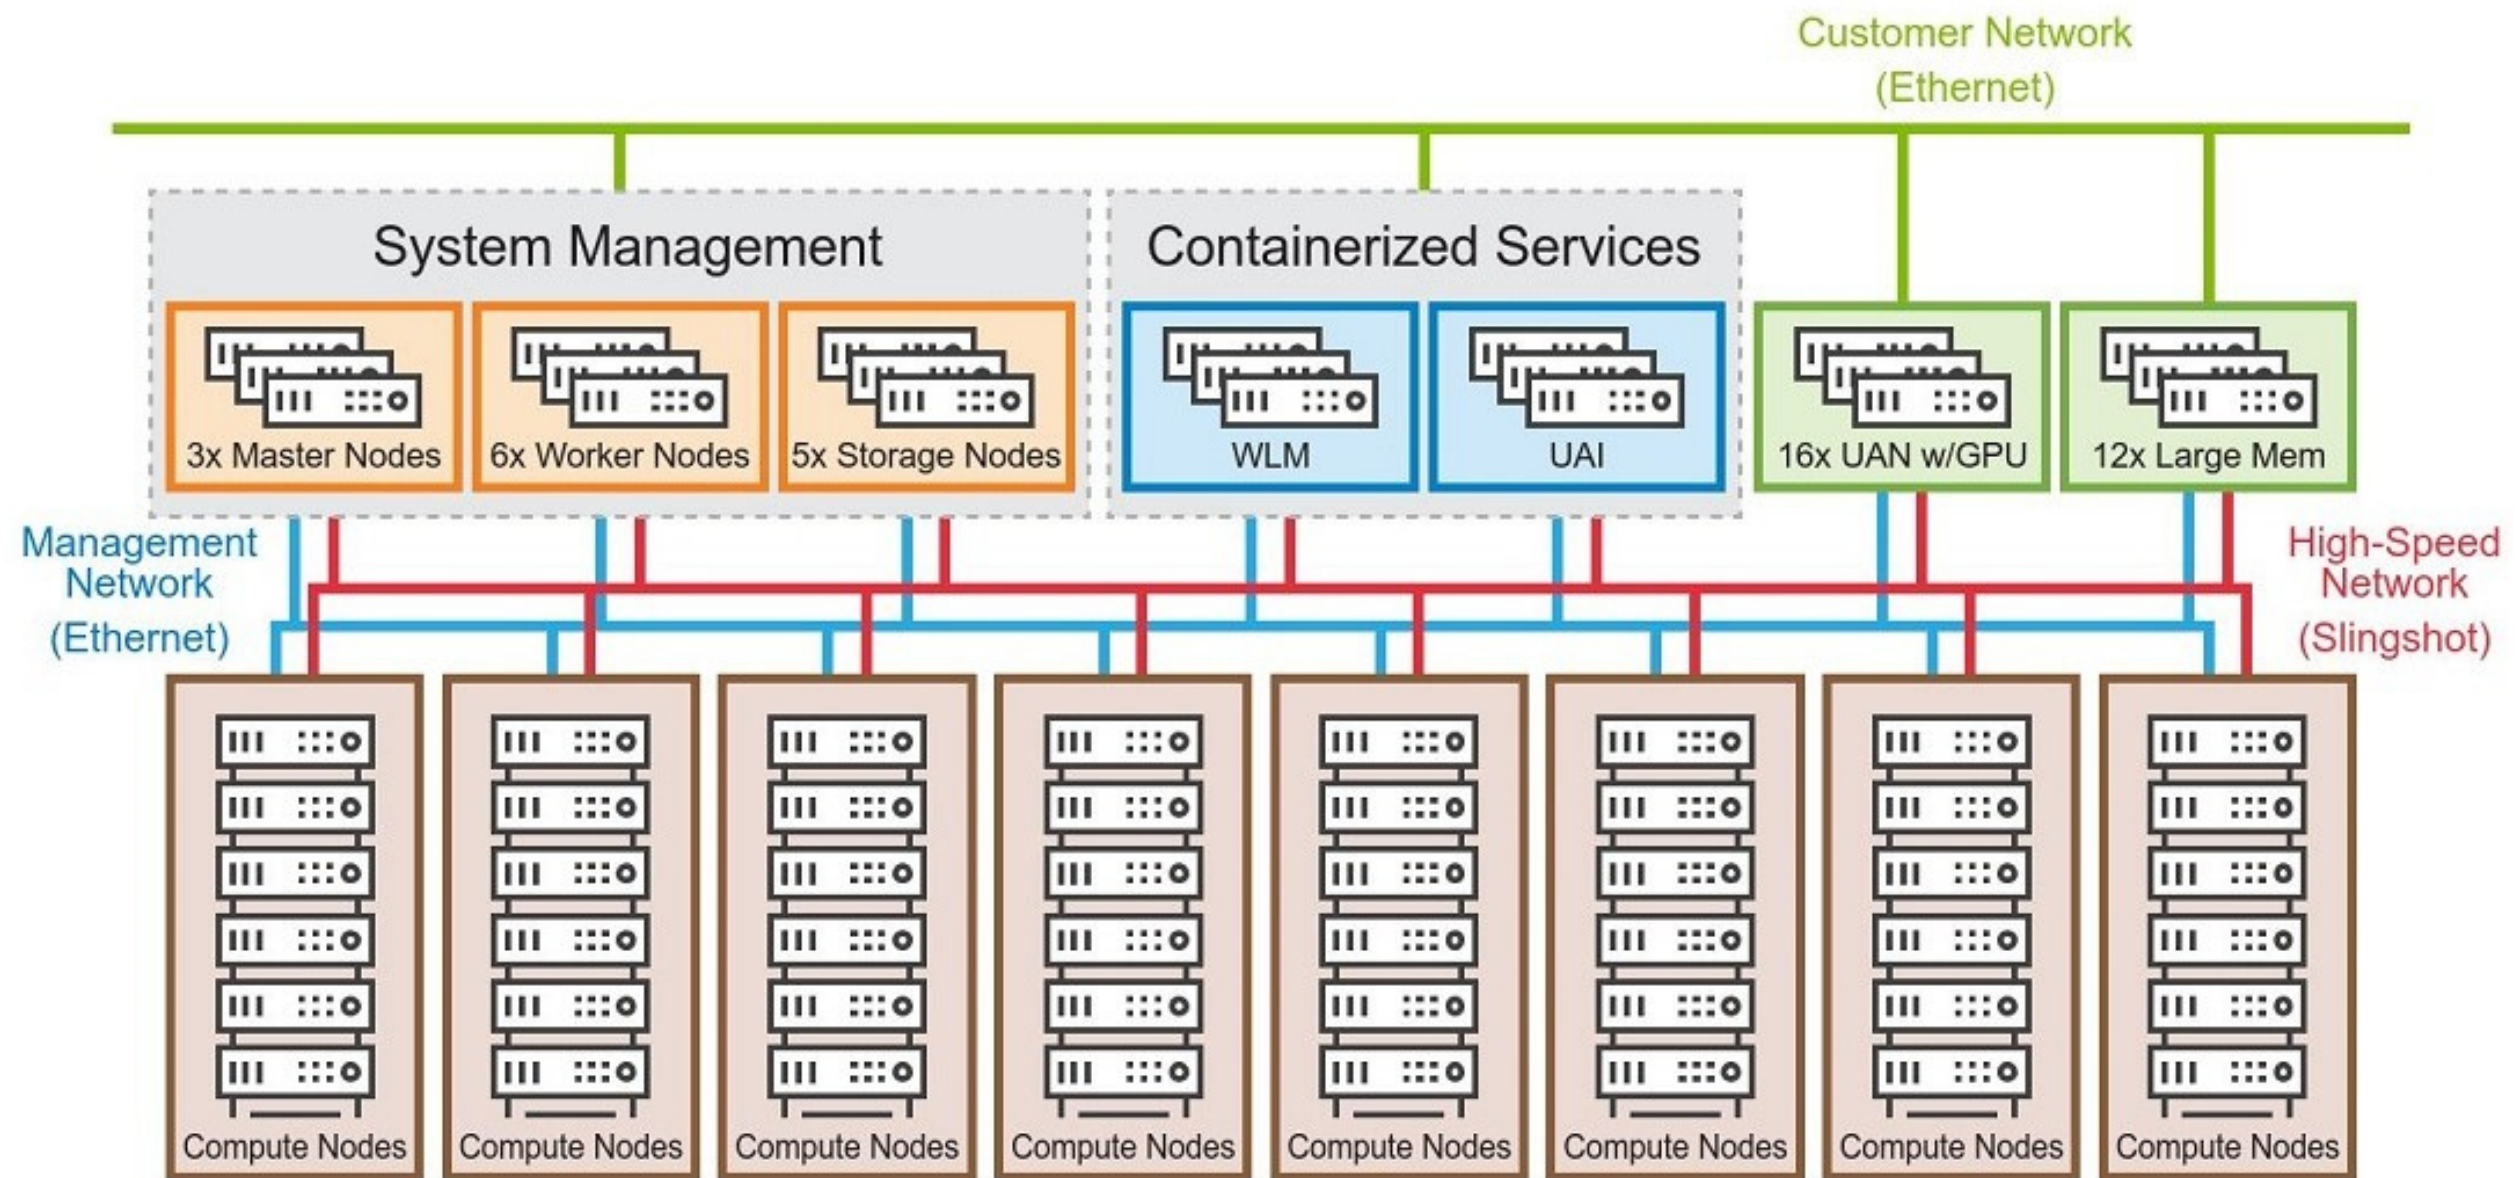 Customer Network
(Ethernet)
System Management
Containerized Services
3x Master Nodes
6x Worker Nodes
5x Storage Nodes
WLM
UAI
16x UAN w/GPU
12x Large Mem
Management
Network
(Ethernet)
High-Speed
Network
(Slingshot)
Compute Nodes
Compute Nodes
Compute Nodes
Compute Nodes
Compute Nodes
Compute Nodes
Compute Nodes
Compute Nodes